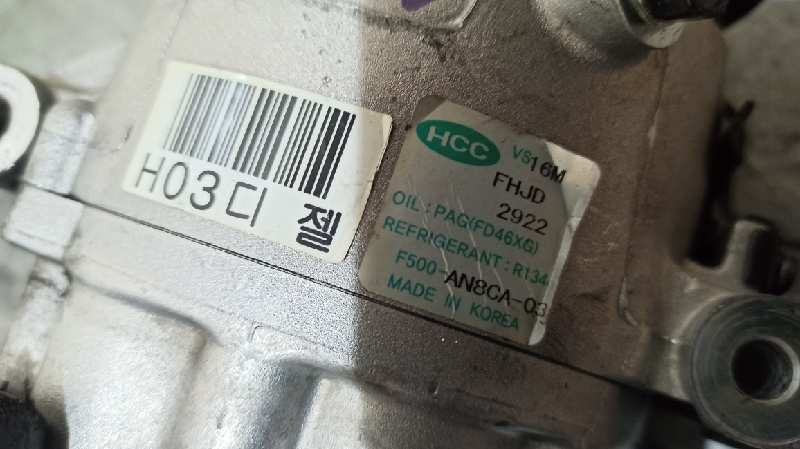 H03디 젤
HCC VS16M
FHJD
2922
OIL : PAG(FD46XG)
REFRIGERANT : R134
F500-AN8CA-03
MADE IN KOREA